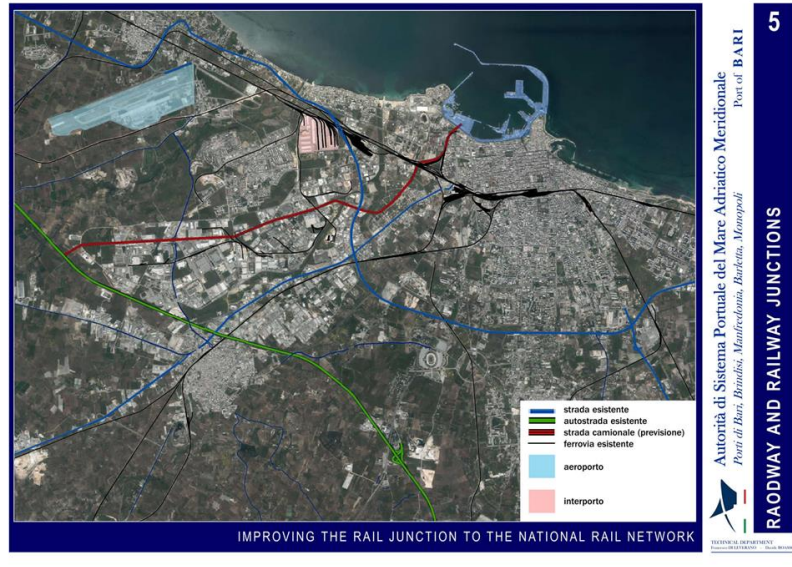 strada esistente
autostrada esistente
strada camionale (previsione)
ferrovia esistente
aeroporto
interporto
IMPROVING THE RAIL JUNCTION TO THE NATIONAL RAIL NETWORK
Autorità di Sistema Portuale del Mare Adriatico Meridionale
Porti di Bari, Brindisi, Manfredonia, Barletta, Monopoli
Port of BARI
TECHNICAL DEPARTMENT
5
RAODWAY AND RAILWAY JUNCTIONS